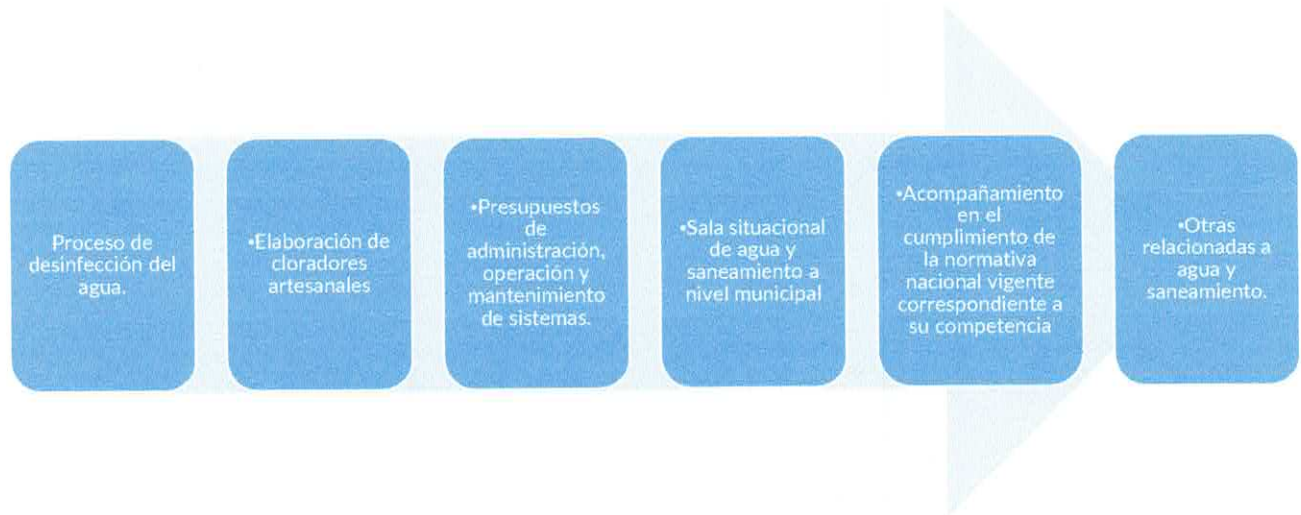 Proceso de
desinfección del
agua.
•Elaboración de
cloradores
artesanales
•Presupuestos
de
administración,
operación y
mantenimiento
de sistemas.
•Sala situacional
de agua y
saneamiento a
nivel municipal
•Acompañamiento
en el
cumplimiento de
la normativa
nacional vigente
correspondiente a
su competencia
•Otras
relacionadas a
agua y
saneamiento.